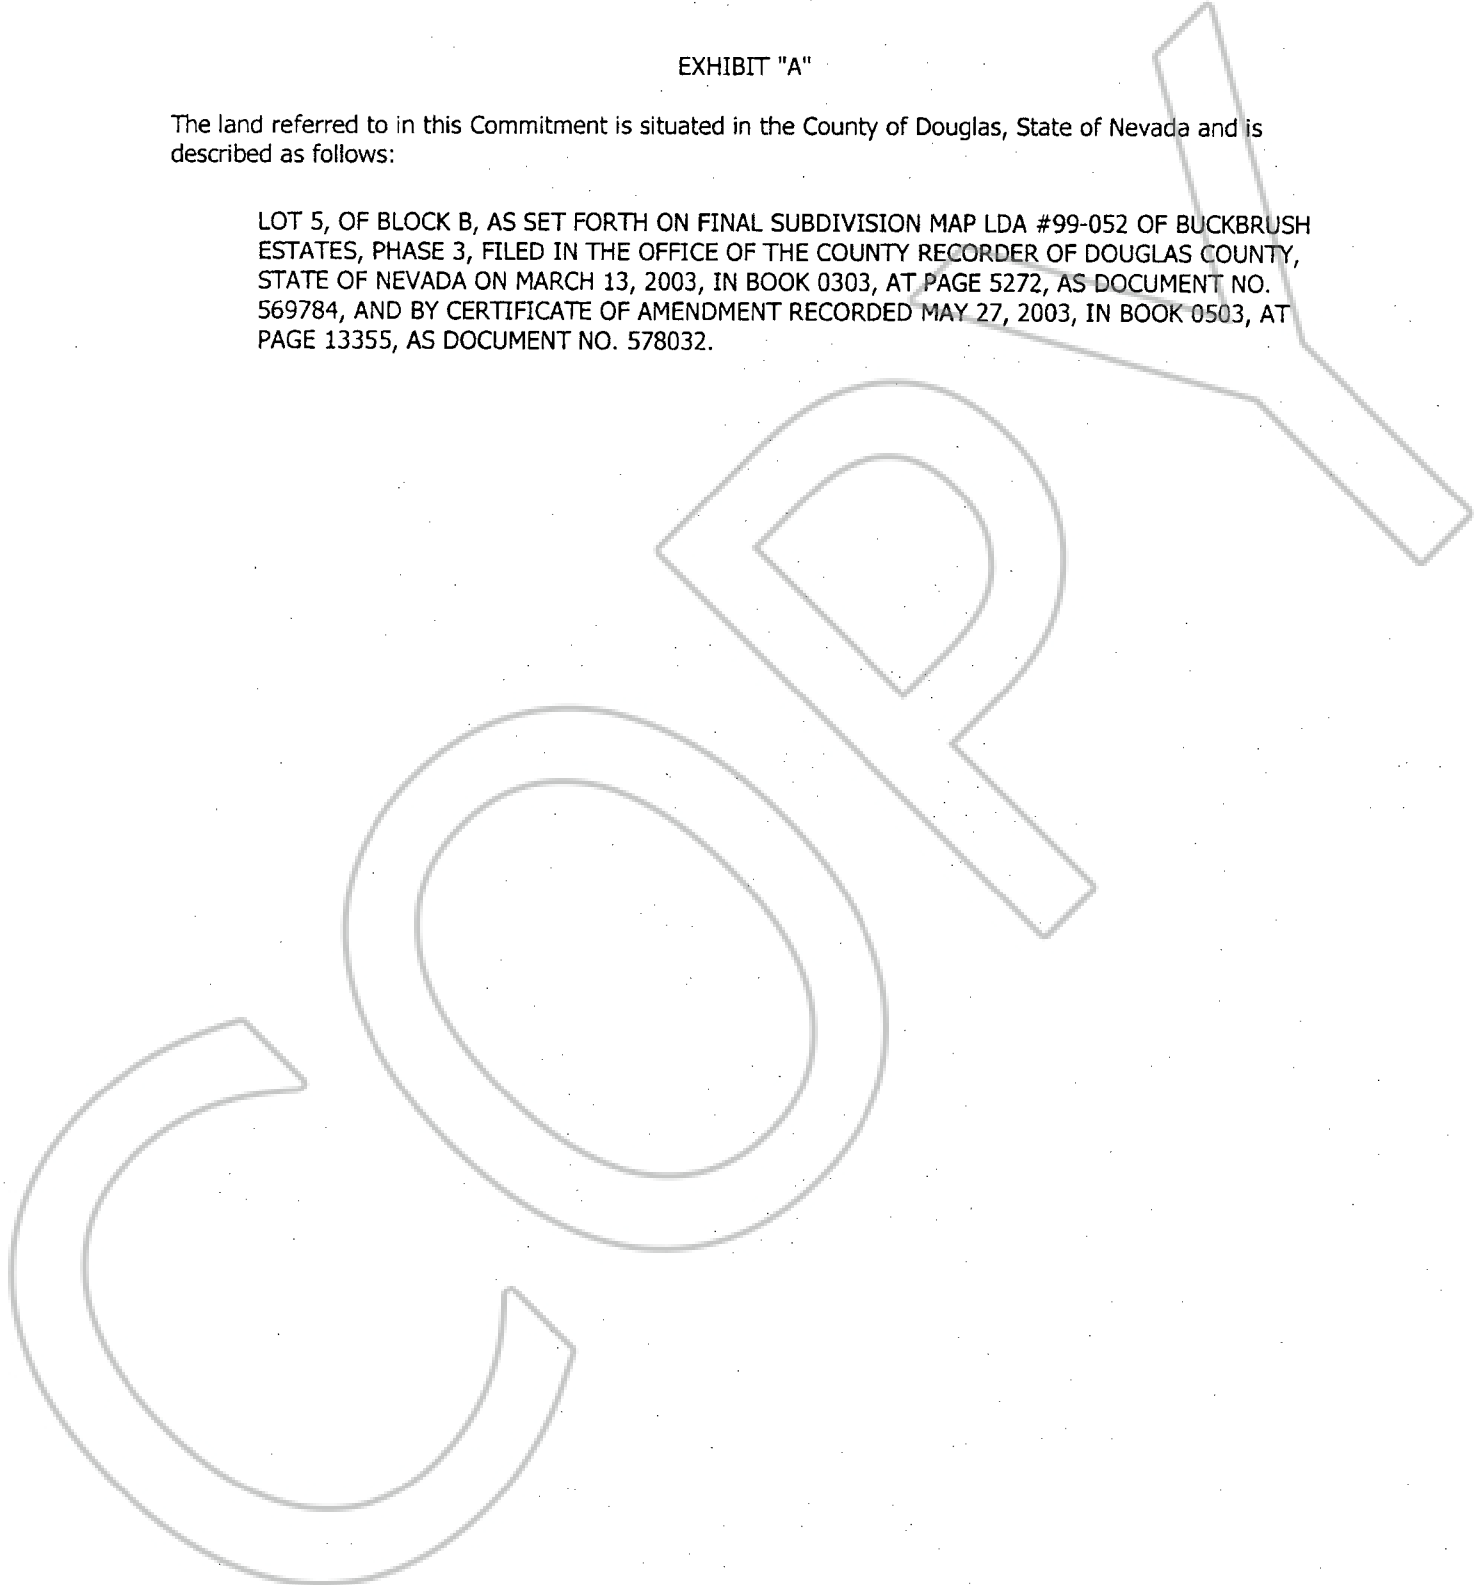 EXHIBIT "A"
The land referred to in this Commitment is situated in the County of Douglas, State of Nevada and is
described as follows:
LOT 5, OF BLOCK B, AS SET FORTH ON FINAL SUBDIVISION MAP LDA #99-052 OF BUCKBRUSH
ESTATES, PHASE 3, FILED IN THE OFFICE OF THE COUNTY RECORDER OF DOUGLAS COUNTY,
STATE OF NEVADA ON MARCH 13, 2003, IN BOOK 0303, AT PAGE 5272, AS DOCUMENT NO.
569784, AND BY CERTIFICATE OF AMENDMENT RECORDED MAY 27, 2003, IN BOOK 0503, AT
PAGE 13355, AS DOCUMENT NO. 578032.
COPY